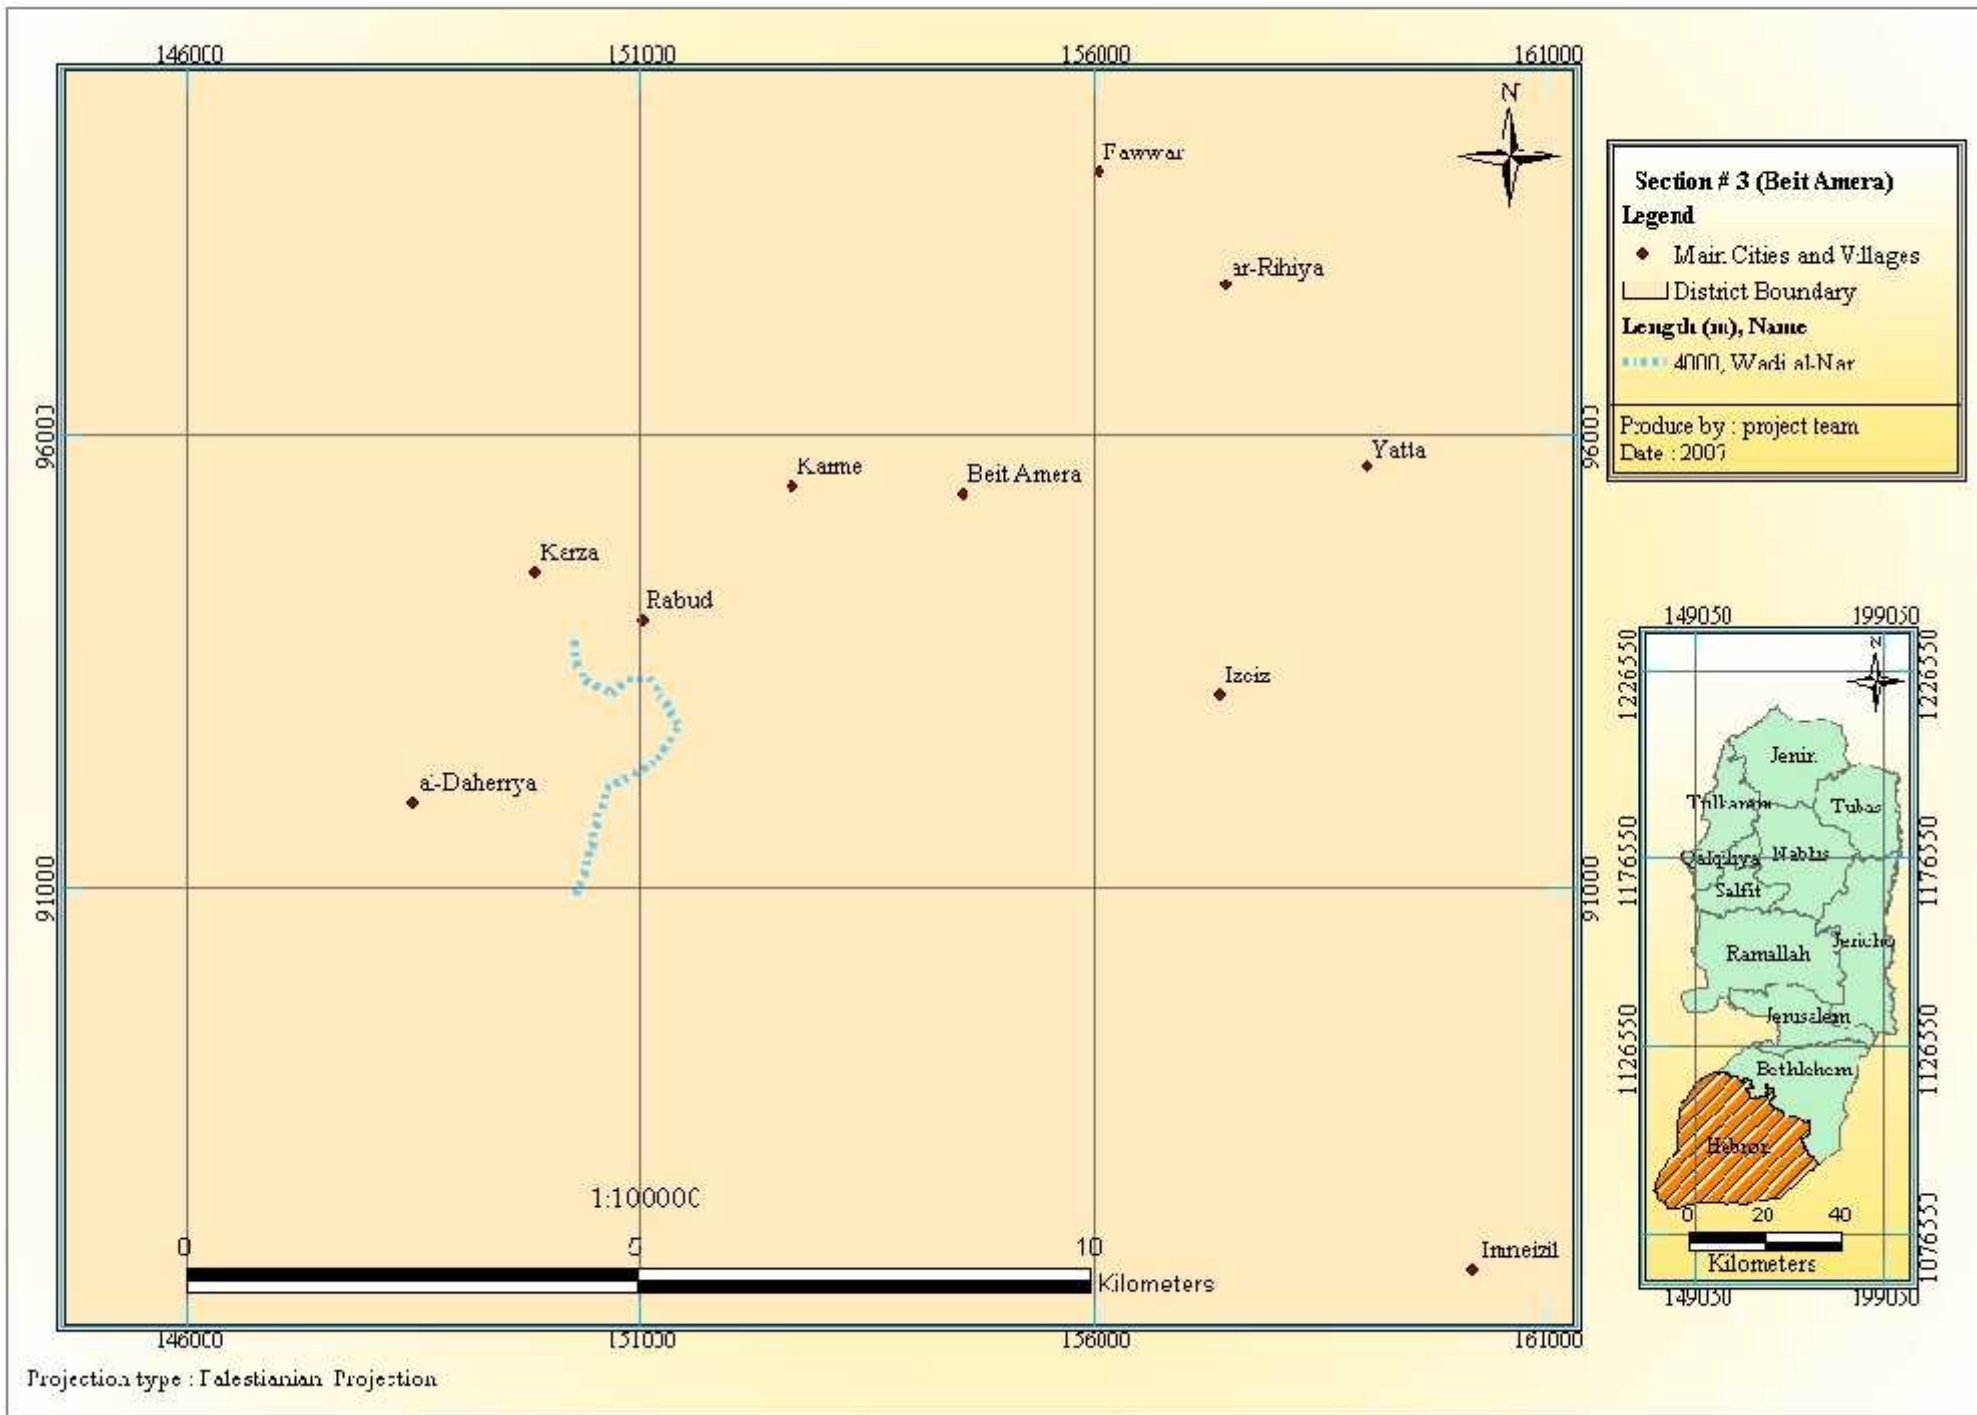 146000 151000 156000 161000
N
Fawwar
ar-Rihiya
96000 96000
Yatta
Karme
Beit Amera
Karza
Rabud
al-Daherrya
91000 91000
1:100000
0 5 10
Kilometers
Imneizil
146000 151000 156000 161000
Projection type : Palestianian Projection
Section # 3 (Beit Amera)
Legend
Main Cities and Villages
District Boundary
Length (m), Name
4000, Wadi al-Nar
Produce by : project team
149050 199050
1226550 1226550
Jenin
Tulkarem
Tubas
1176550 1176550
Qalqiliya
Nablus
Salfit
Ramallah
Jericho
Jerusalem
1126550 1126550
Bethlehem
Hebron
0 20 40
Kilometers
1076550 1076550
149050 199050